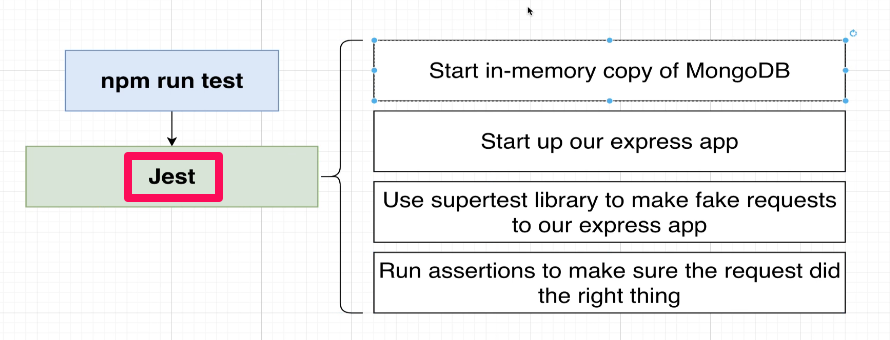 npm run test
Jest
Start in-memory copy of MongoDB
Start up our express app
Use supertest library to make fake requests
to our express app
Run assertions to make sure the request did
the right thing